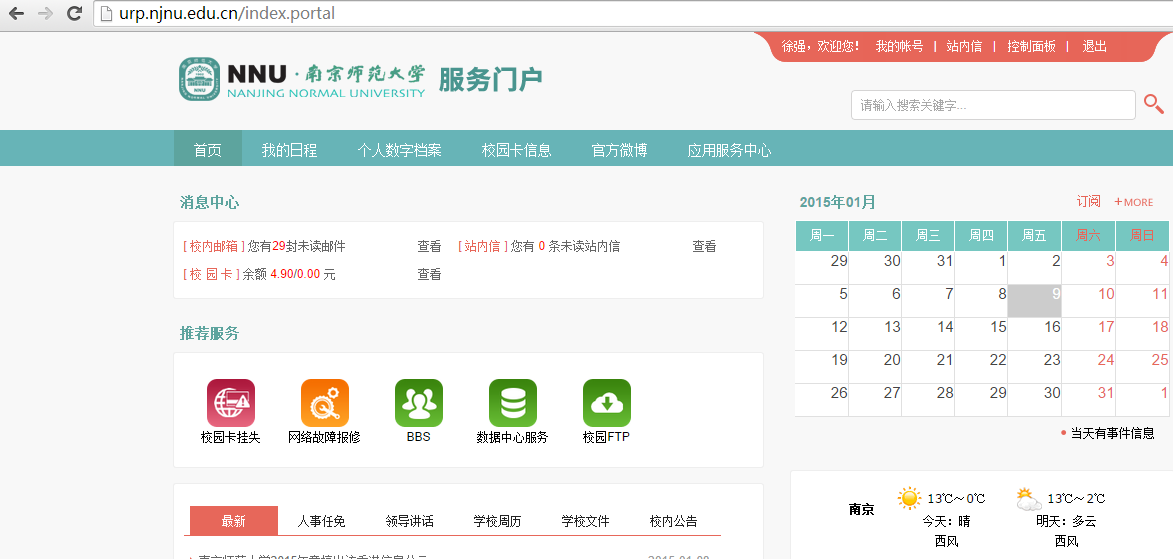 urp.njnu.edu.cn/index.portal
徐强，欢迎您！ 我的帐号 | 站内信 | 控制面板 | 退出
NNU
NNU · 南京师范大学 服务门户
NANJING NORMAL UNIVERSITY
请输入搜索关键字...
首页 我的日程 个人数字档案 校园卡信息 官方微博 应用服务中心
消息中心
[ 校内邮箱 ] 您有29封未读邮件 查看 [ 站内信 ] 您有 0 条未读站内信 查看
[ 校 园 卡 ] 余额 4.90/0.00 元 查看
推荐服务
校园卡挂失 网络故障报修 BBS 数据中心服务 校园FTP
最新 人事任免 领导讲话 学校周历 学校文件 校内公告
2015年01月 订阅 +MORE
周一 周二 周三 周四 周五 周六 周日
29 30 31 1 2 3 4
5 6 7 8 9 10 11
12 13 14 15 16 17 18
19 20 21 22 23 24 25
26 27 28 29 30 31 1
• 当天有事件信息
南京
13℃～0℃
今天：晴
西风
13℃～2℃
明天：多云
西风